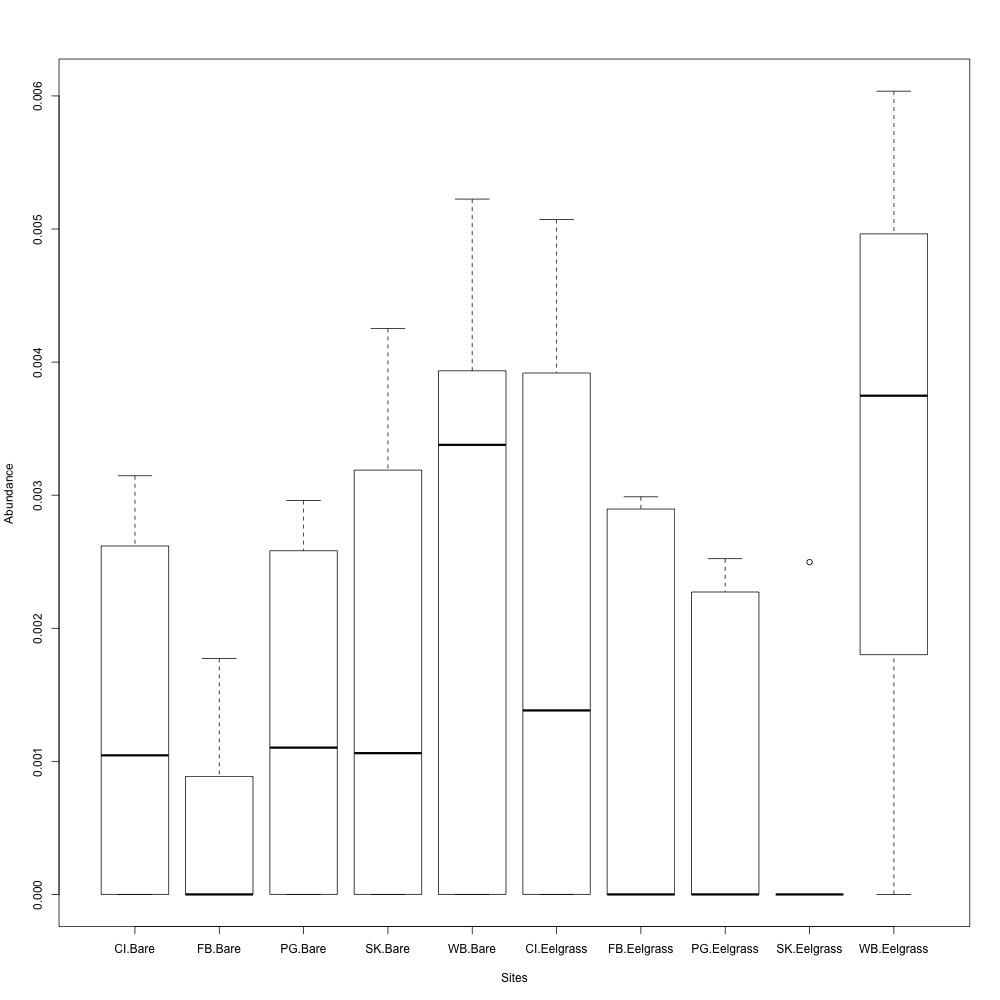 0.006
0.005
0.004
0.003
0.002
0.001
0.000
Abundance
CI.Bare FB.Bare PG.Bare SK.Bare WB.Bare CI.Eelgrass FB.Eelgrass PG.Eelgrass SK.Eelgrass WB.Eelgrass
Sites